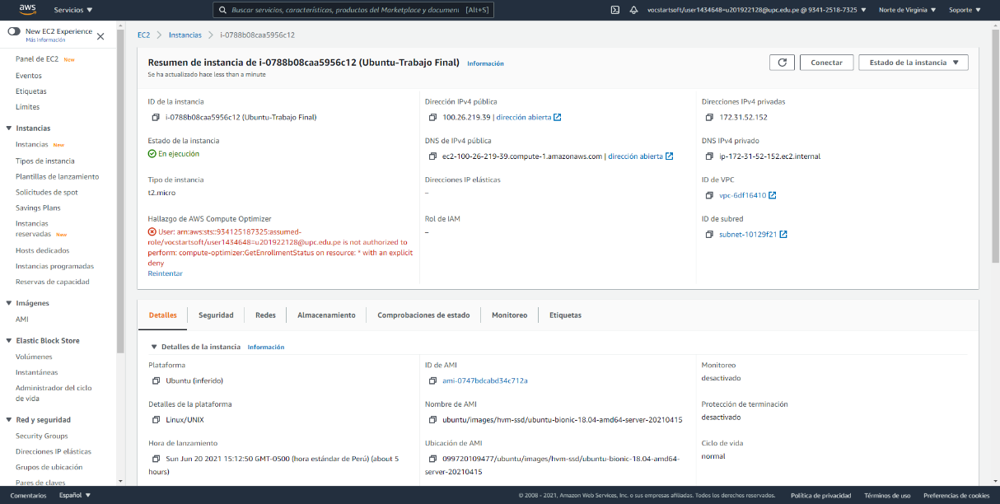 aws
Servicios ▼
Buscar servicios, características, productos del Marketplace y document
[Alt+S]
vocstartsoft/user1434648=u201922128@upc.edu.pe @ 9341-2518-7325 ▼
Norte de Virginia ▼
Soporte ▼
New EC2 Experience
Más información
Panel de EC2 New
Eventos
Etiquetas
Límites
Instancias
Instancias New
Tipos de instancia
Plantillas de lanzamiento
Solicitudes de spot
Savings Plans
Instancias
reservadas New
Hosts dedicados
Instancias programadas
Reservas de capacidad
Imágenes
AMI
Elastic Block Store
Volúmenes
Instantáneas
Administrador del ciclo
de vida
Red y seguridad
Security Groups
Direcciones IP elásticas
Grupos de ubicación
Pares de claves
EC2 > Instancias > i-0788b08caa5956c12
Resumen de instancia de i-0788b08caa5956c12 (Ubuntu-Trabajo Final) Información
Se ha actualizado hace less than a minute
Conectar
Estado de la instancia ▼
ID de la instancia
i-0788b08caa5956c12 (Ubuntu-Trabajo Final)
Estado de la instancia
En ejecución
Tipo de instancia
t2.micro
Hallazgo de AWS Compute Optimizer
User: arn:aws:sts::934125187325:assumed-
role/vocstartsoft/user1434648=u201922128@upc.edu.pe is not authorized to
perform: compute-optimizer:GetEnrollmentStatus on resource: * with an explicit
deny
Reintentar
Dirección IPv4 pública
100.26.219.39 | dirección abierta
DNS de IPv4 pública
ec2-100-26-219-39.compute-1.amazonaws.com | dirección abierta
Direcciones IP elásticas
–
Rol de IAM
–
Direcciones IPv4 privadas
172.31.52.152
DNS IPv4 privado
ip-172-31-52-152.ec2.internal
ID de VPC
vpc-6df16410
ID de subred
subnet-10129f21
Detalles
Seguridad
Redes
Almacenamiento
Comprobaciones de estado
Monitoreo
Etiquetas
▼ Detalles de la instancia Información
Plataforma
Ubuntu (inferido)
Detalles de la plataforma
Linux/UNIX
Hora de lanzamiento
Sun Jun 20 2021 15:12:50 GMT-0500 (hora estándar de Perú) (about 5
hours)
ID de AMI
ami-0747bdcabd34c712a
Nombre de AMI
ubuntu/images/hvm-ssd/ubuntu-bionic-18.04-amd64-server-20210415
Ubicación de AMI
099720109477/ubuntu/images/hvm-ssd/ubuntu-bionic-18.04-amd64-
server-20210415
Monitoreo
desactivado
Protección de terminación
desactivado
Ciclo de vida
normal
Comentarios
Español ▼
© 2008 - 2021, Amazon Web Services, Inc. o sus empresas afiliadas. Todos los derechos reservados.
Política de privacidad
Términos de uso
Preferencias de cookies